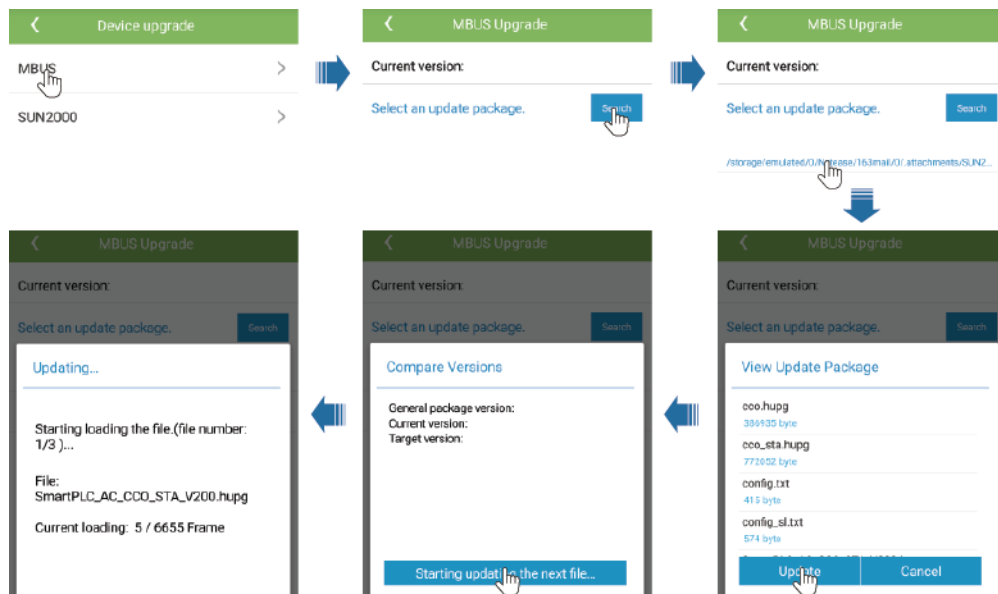 Device upgrade
MBUS
SUN2000
MBUS Upgrade
Current version:
Select an update package.
Search
MBUS Upgrade
Current version:
Select an update package.
Search
/storage/emulated/0/Netease/163mail/0/.attachments/SUN2...
MBUS Upgrade
Current version:
Select an update package.
Search
Updating...
Starting loading the file.(file number:
1/3 )...
File:
SmartPLC_AC_CCO_STA_V200.hupg
Current loading: 5 / 6655 Frame
MBUS Upgrade
Current version:
Select an update package.
Search
Compare Versions
General package version:
Current version:
Target version:
Starting updating the next file...
MBUS Upgrade
Current version:
Select an update package.
Search
View Update Package
cco.hupg
386935 byte
cco_sta.hupg
772052 byte
config.txt
415 byte
config_sl.txt
574 byte
Update
Cancel